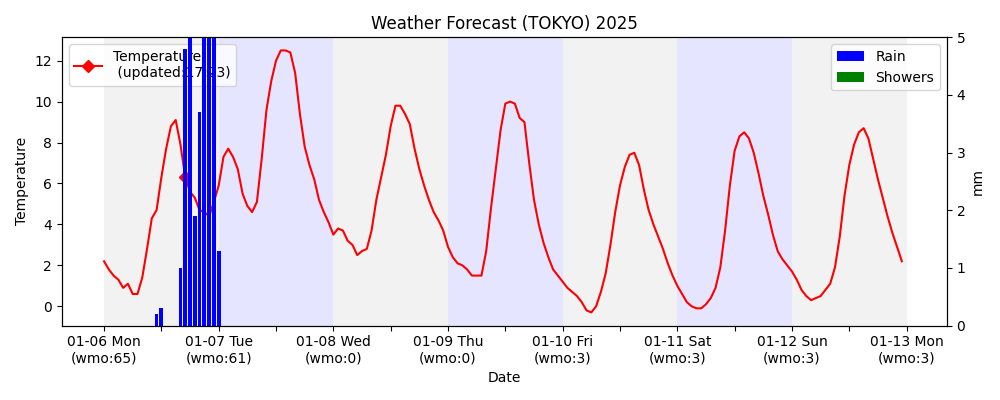 Weather Forecast (TOKYO) 2025
Temperature
(updated:17:23)
Rain
Showers
Temperature
12
10
8
6
4
2
0
5
4
3
2
1
0
mm
01-06 Mon
(wmo:65)
01-07 Tue
(wmo:61)
01-08 Wed
(wmo:0)
01-09 Thu
(wmo:0)
01-10 Fri
(wmo:3)
01-11 Sat
(wmo:3)
01-12 Sun
(wmo:3)
01-13 Mon
(wmo:3)
Date